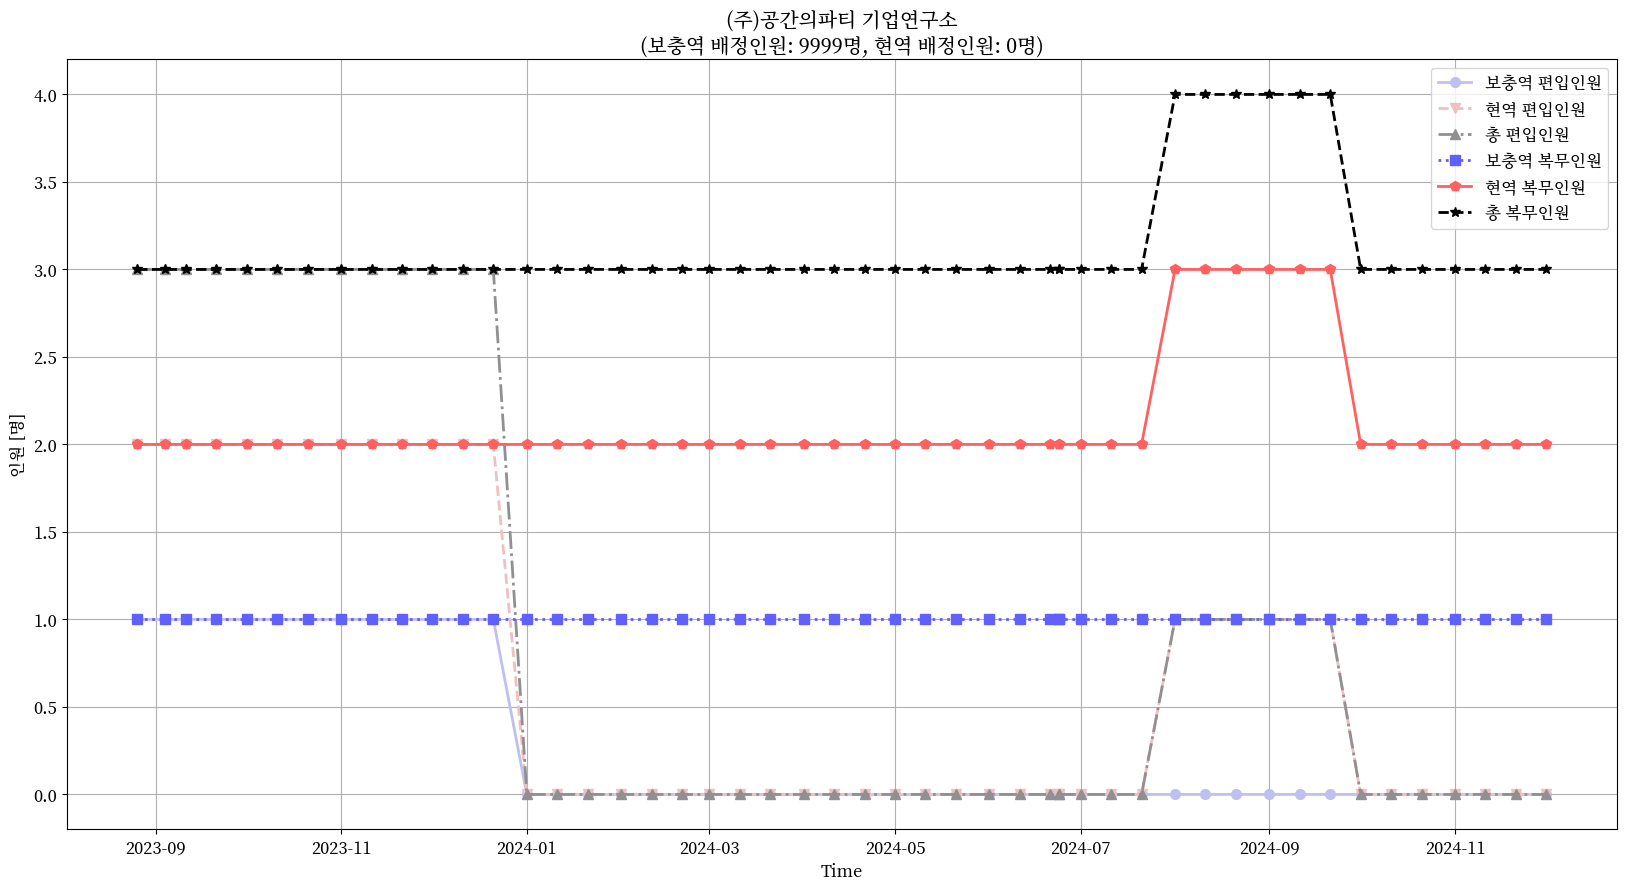 (주)공간의파티 기업연구소
(보충역 배정인원: 9999명, 현역 배정인원: 0명)
보충역 편입인원
현역 편입인원
총 편입인원
보충역 복무인원
현역 복무인원
총 복무인원
인원 [명]
4.0
3.5
3.0
2.5
2.0
1.5
1.0
0.5
0.0
2023-09
2023-11
2024-01
2024-03
2024-05
2024-07
2024-09
2024-11
Time